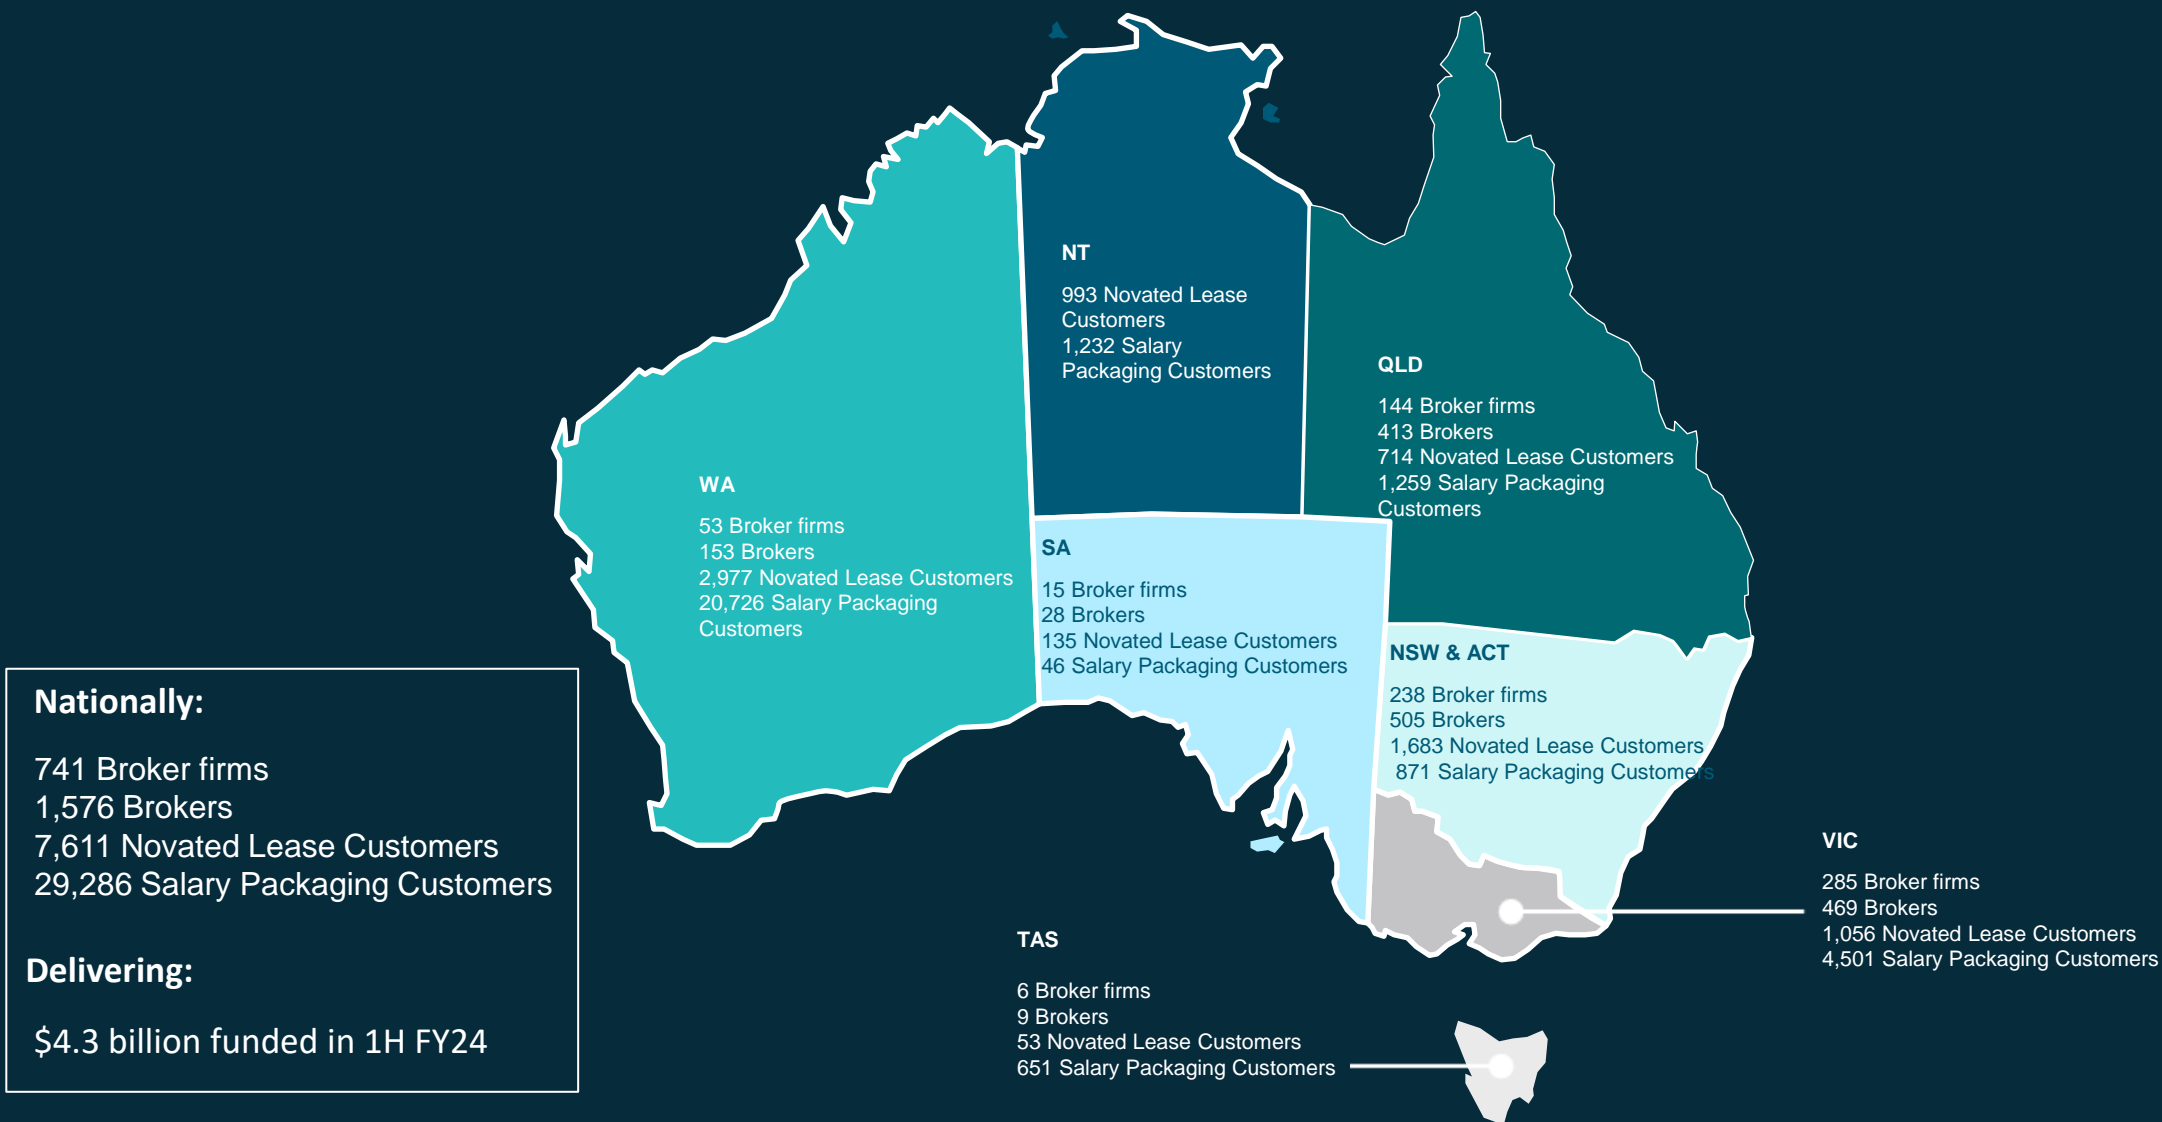 NT
993 Novated Lease
Customers
1,232 Salary
Packaging Customers
QLD
144 Broker firms
413 Brokers
714 Novated Lease Customers
1,259 Salary Packaging
Customers
WA
53 Broker firms
153 Brokers
2,977 Novated Lease Customers
20,726 Salary Packaging
Customers
SA
15 Broker firms
28 Brokers
135 Novated Lease Customers
46 Salary Packaging Customers
NSW & ACT
238 Broker firms
505 Brokers
1,683 Novated Lease Customers
871 Salary Packaging Customers
Nationally:
741 Broker firms
1,576 Brokers
7,611 Novated Lease Customers
29,286 Salary Packaging Customers
Delivering:
$4.3 billion funded in 1H FY24
VIC
285 Broker firms
469 Brokers
1,056 Novated Lease Customers
4,501 Salary Packaging Customers
TAS
6 Broker firms
9 Brokers
53 Novated Lease Customers
651 Salary Packaging Customers